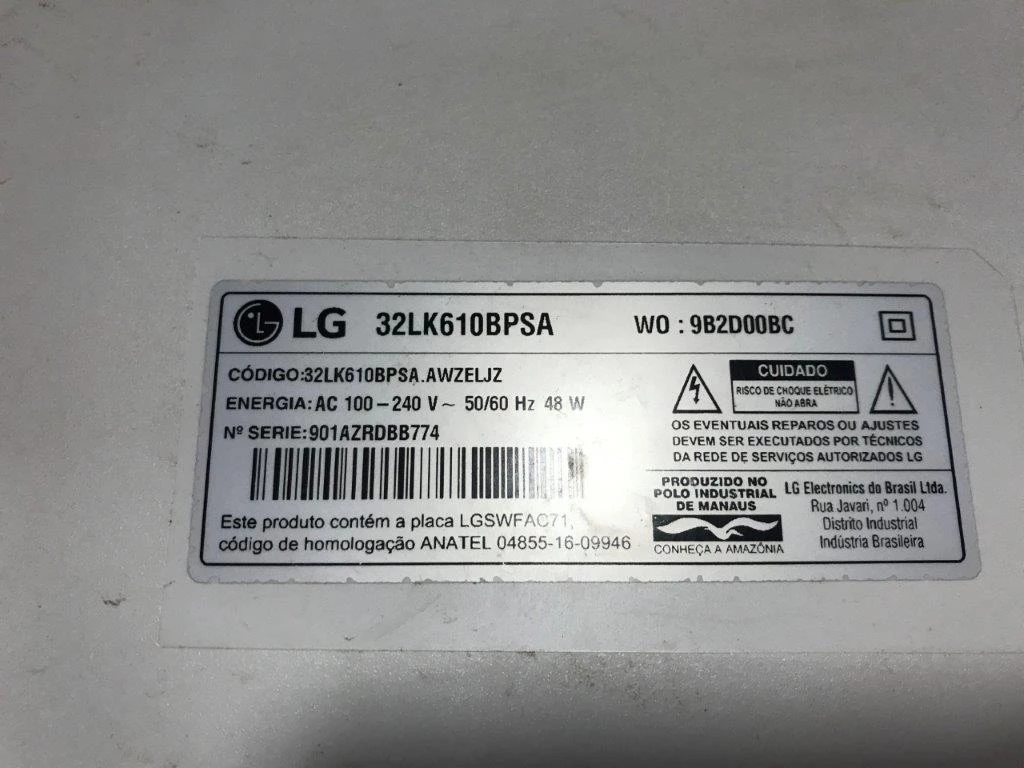 LG 32LK610BPSA WO : 9B2D00BC
CÓDIGO:32LK610BPSA.AWZELJZ
ENERGIA: AC 100-240 V~ 50/60 Hz 48 W
Nº SERIE:901AZRDBB774
Este produto contém a placa LGSWFAC71,
código de homologação ANATEL 04855-16-09946
CUIDADO
RISCO DE CHOQUE ELÉTRICO
NÃO ABRA
OS EVENTUAIS REPAROS OU AJUSTES
DEVEM SER EXECUTADOS POR TÉCNICOS
DA REDE DE SERVIÇOS AUTORIZADOS LG
PRODUZIDO NO
POLO INDUSTRIAL
DE MANAUS
CONHEÇA A AMAZÔNIA
LG Electronics do Brasil Ltda.
Rua Javari, nº 1.004
Distrito Industrial
Indústria Brasileira